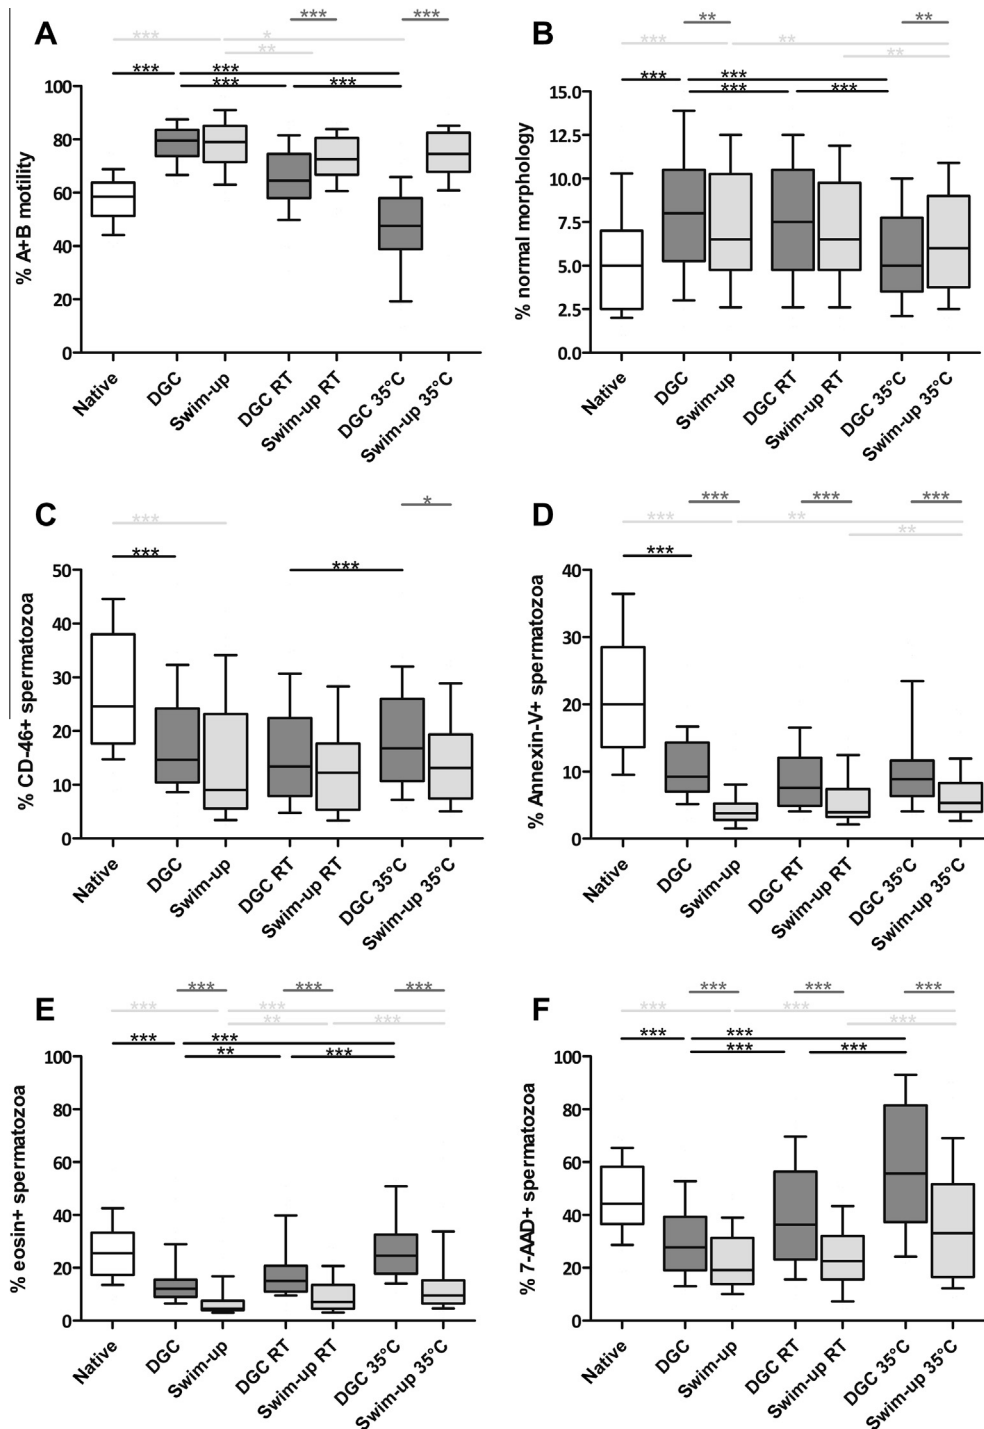 A
*** ***
*** *
**
*** ***
*** ***
% A+B motility
100
80
60
40
20
0
Native
DGC
Swim-up
DGC RT
Swim-up RT
DGC 35°C
Swim-up 35°C
B
** **
*** **
**
*** ***
*** ***
% normal morphology
15.0
12.5
10.0
7.5
5.0
2.5
0.0
Native
DGC
Swim-up
DGC RT
Swim-up RT
DGC 35°C
Swim-up 35°C
C
*
***
***
***
% CD-46+ spermatozoa
50
40
30
20
10
0
Native
DGC
Swim-up
DGC RT
Swim-up RT
DGC 35°C
Swim-up 35°C
D
*** *** ***
*** **
**
***
% Annexin-V+ spermatozoa
40
30
20
10
0
Native
DGC
Swim-up
DGC RT
Swim-up RT
DGC 35°C
Swim-up 35°C
E
*** *** ***
*** ***
** ***
*** ***
** ***
% eosin+ spermatozoa
100
80
60
40
20
0
Native
DGC
Swim-up
DGC RT
Swim-up RT
DGC 35°C
Swim-up 35°C
F
*** *** ***
*** ***
***
*** ***
*** ***
% 7-AAD+ spermatozoa
100
80
60
40
20
0
Native
DGC
Swim-up
DGC RT
Swim-up RT
DGC 35°C
Swim-up 35°C